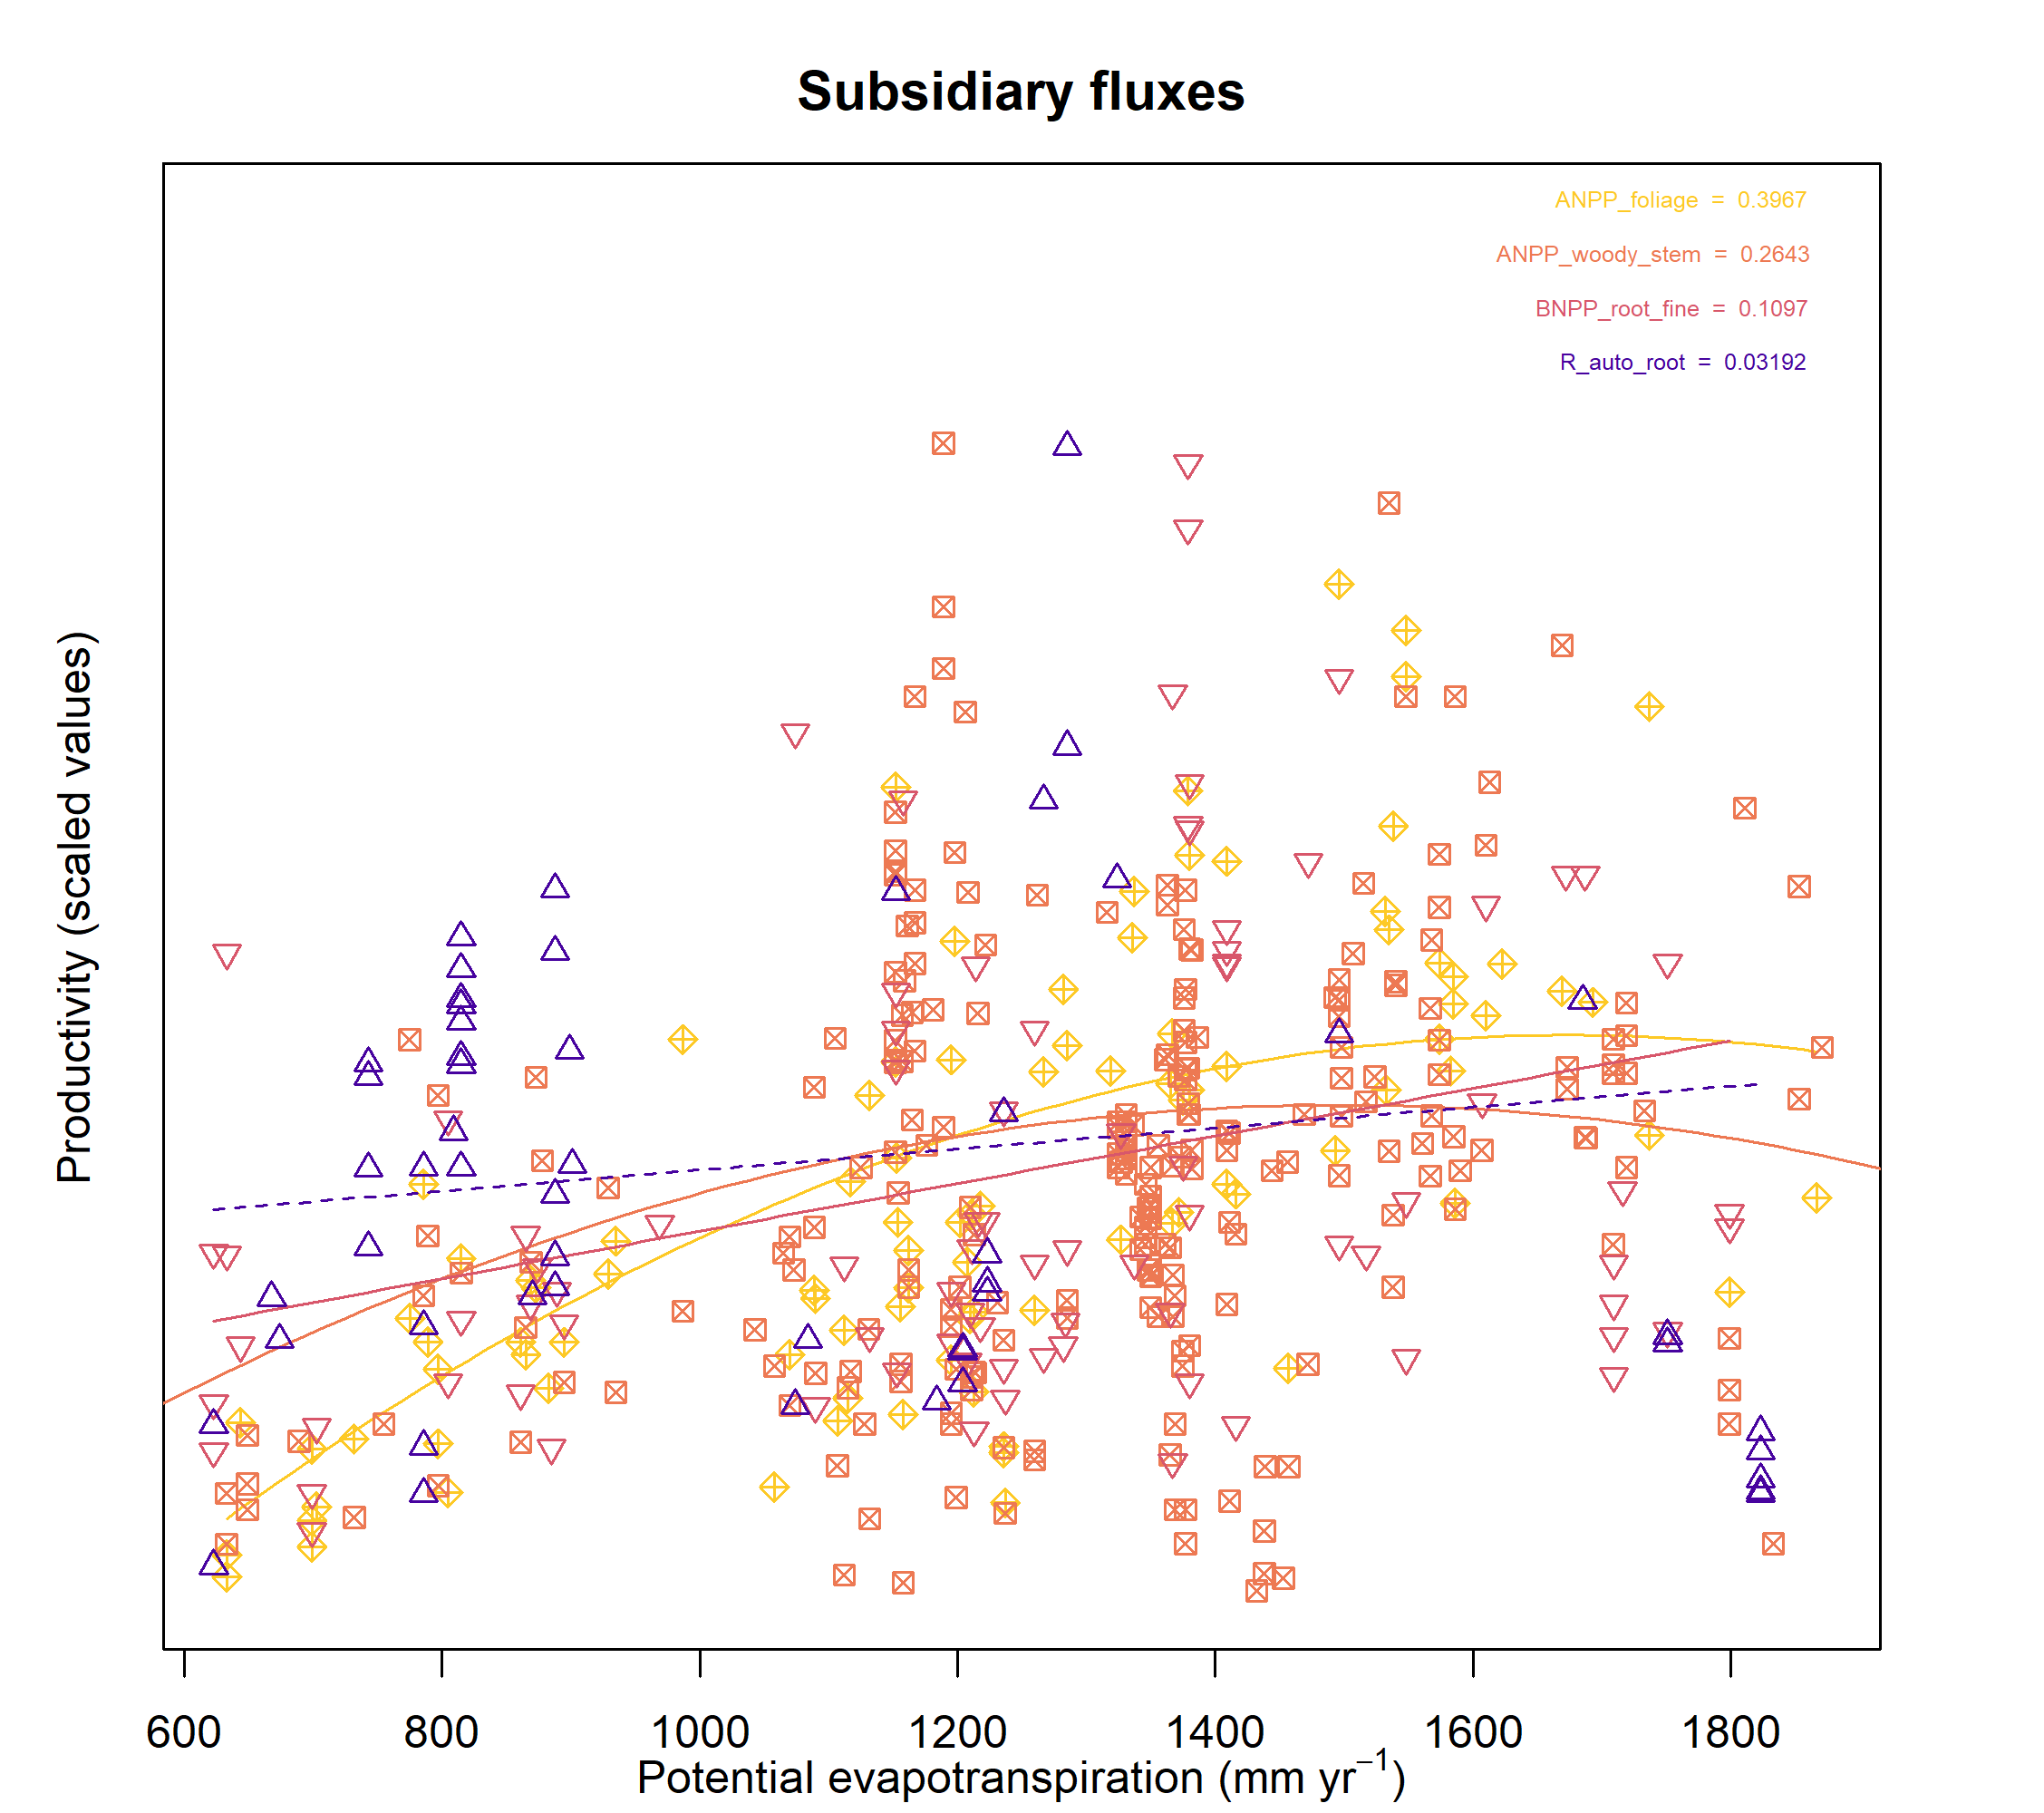 Subsidiary fluxes
ANPP_foliage = 0.3967
ANPP_woody_stem = 0.2643
BNPP_root_fine = 0.1097
R_auto_root = 0.03192
Productivity (scaled values)
600 800 1000 1200 1400 1600 1800
Potential evapotranspiration (mm yr⁻¹)